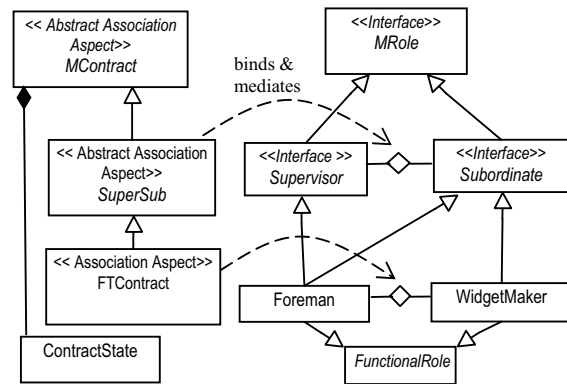 << Abstract Association
Aspect>>
MContract
<<Interface>>
MRole
binds &
mediates
<< Abstract Association
Aspect>>
SuperSub
<<Interface >>
Supervisor
<<Interface>>
Subordinate
<< Association Aspect>>
FTContract
Foreman
WidgetMaker
ContractState
FunctionalRole